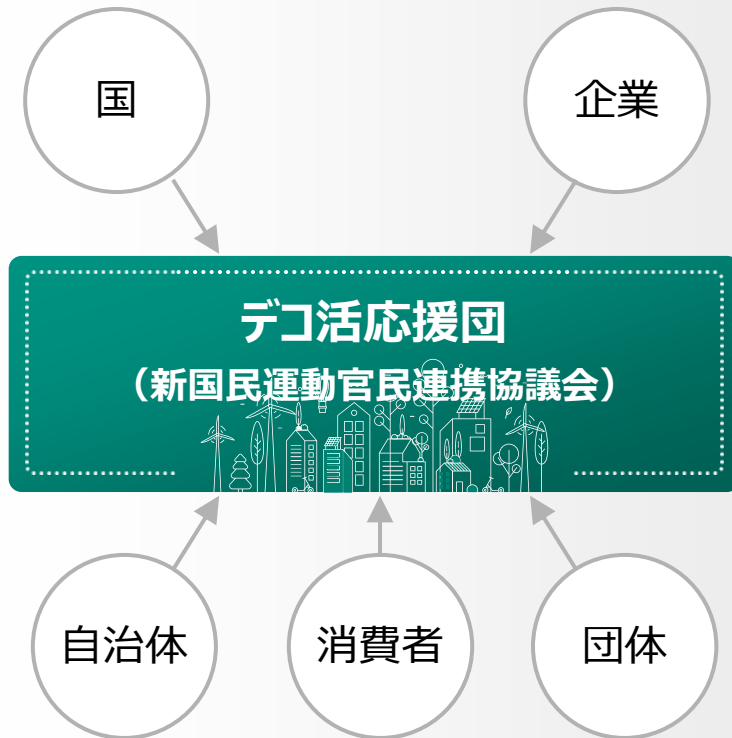 国
企業
デコ活応援団
（新国民運動官民連携協議会）
自治体
消費者
団体